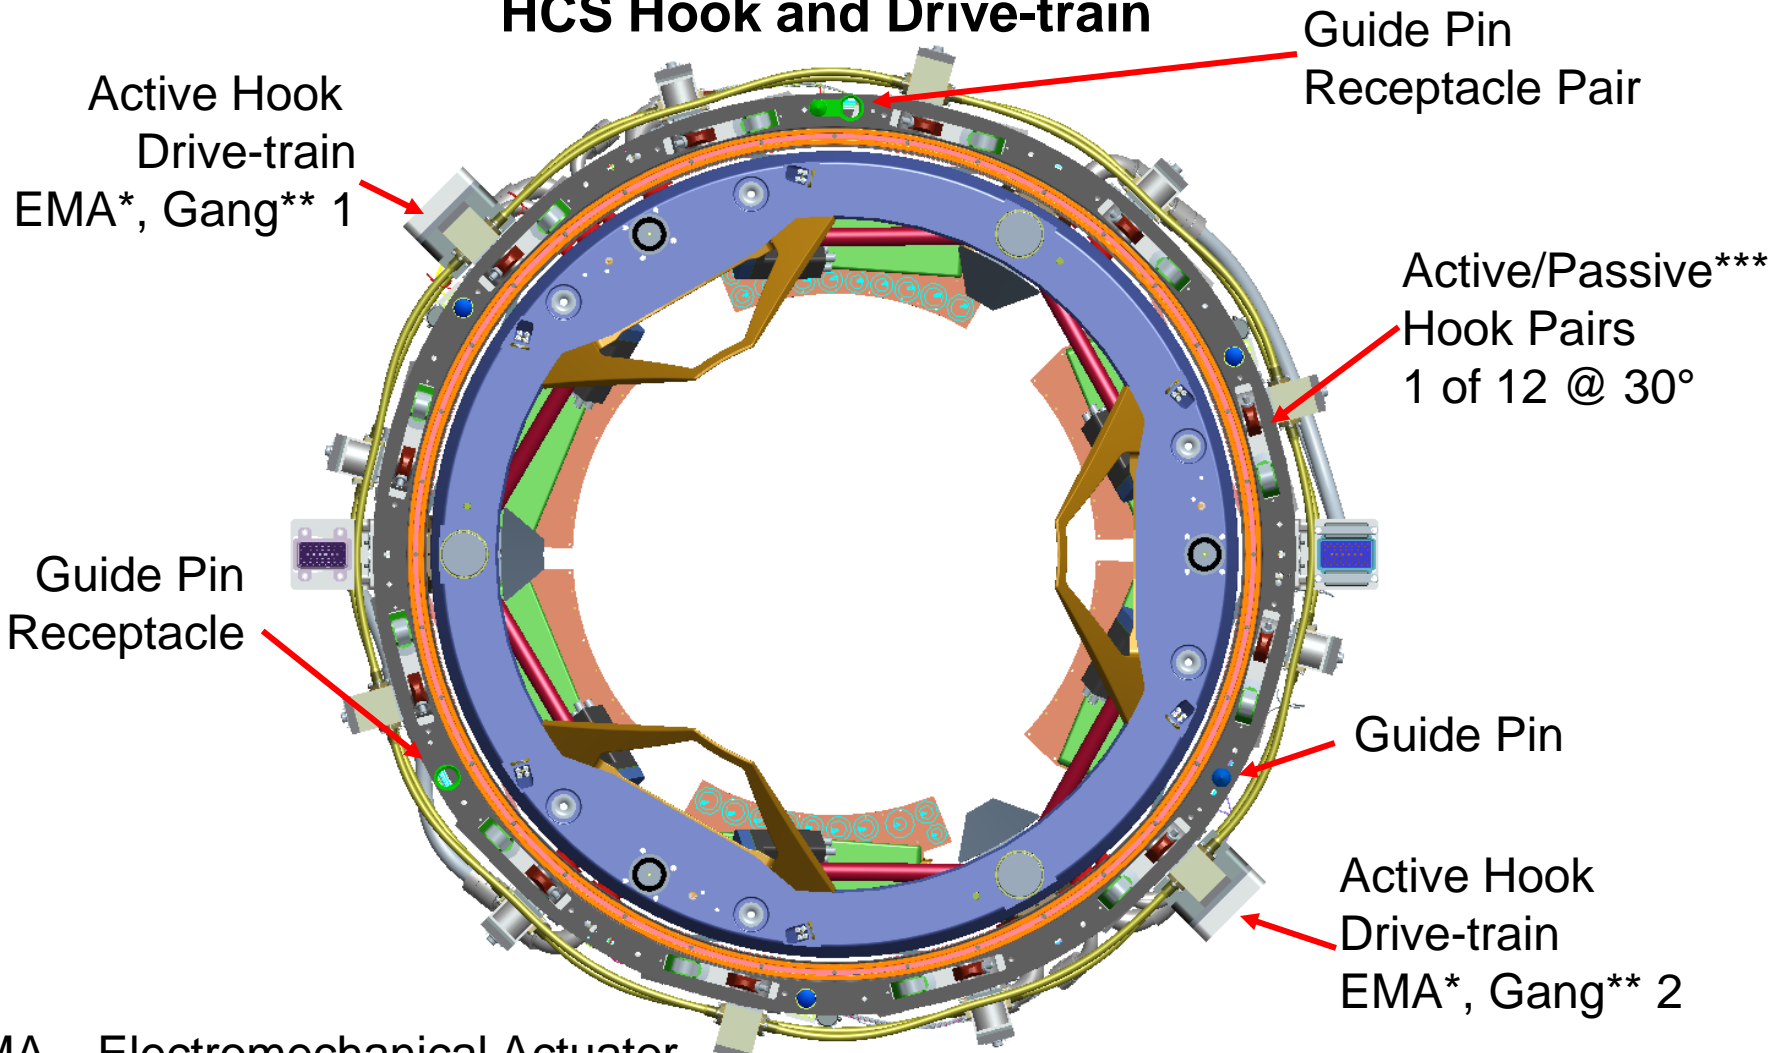 HCS Hook and Drive-train
Guide Pin
Receptacle Pair
Active Hook
Drive-train
EMA*, Gang** 1
Active/Passive***
Hook Pairs
1 of 12 @ 30°
Guide Pin
Receptacle
Guide Pin
Active Hook
Drive-train
EMA*, Gang** 2
MA Electromechanical Actuator